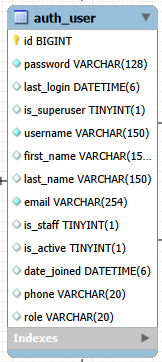 auth_user
id BIGINT
password VARCHAR(128)
last_login DATETIME(6)
is_superuser TINYINT(1)
username VARCHAR(150)
first_name VARCHAR(15...
last_name VARCHAR(150)
email VARCHAR(254)
is_staff TINYINT(1)
is_active TINYINT(1)
date_joined DATETIME(6)
phone VARCHAR(20)
role VARCHAR(20)
Indexes